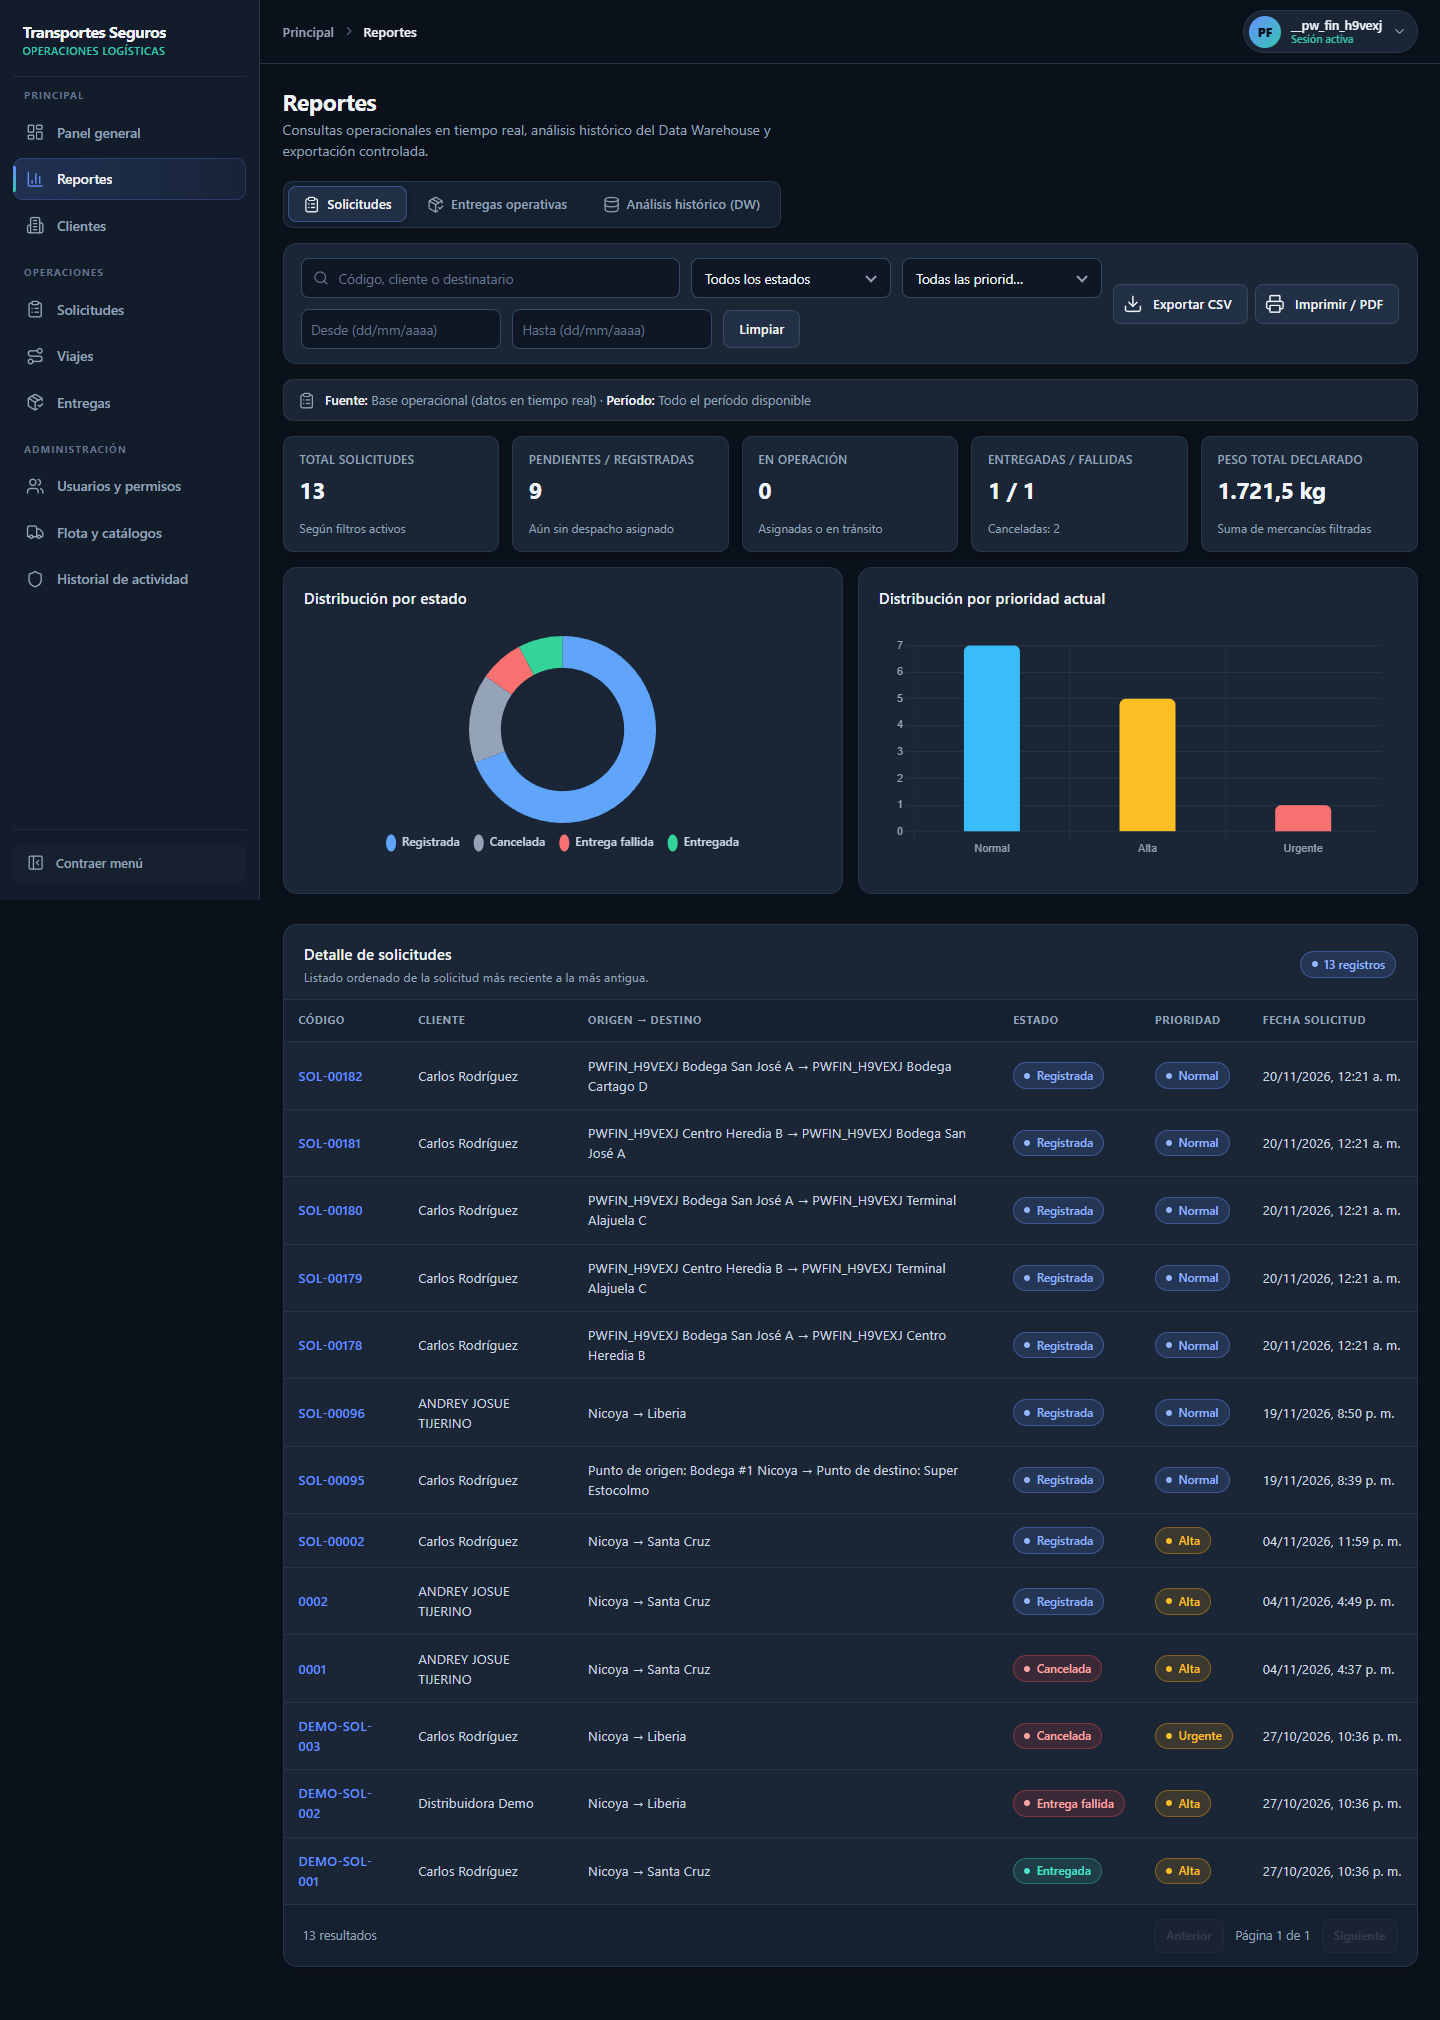 Transportes Seguros
OPERACIONES LOGÍSTICAS
PRINCIPAL
Panel general
Reportes
Clientes
OPERACIONES
Solicitudes
Viajes
Entregas
ADMINISTRACIÓN
Usuarios y permisos
Flota y catálogos
Historial de actividad
Contraer menú
Principal > Reportes
PF
__pw_fin_h9vexj
Sesión activa
Reportes
Consultas operacionales en tiempo real, análisis histórico del Data Warehouse y
exportación controlada.
Solicitudes
Entregas operativas
Análisis histórico (DW)
Código, cliente o destinatario
Todos los estados
Todas las priorid...
Desde (dd/mm/aaaa)
Hasta (dd/mm/aaaa)
Limpiar
Exportar CSV
Imprimir / PDF
Fuente: Base operacional (datos en tiempo real) · Período: Todo el período disponible
TOTAL SOLICITUDES
13
Según filtros activos
PENDIENTES / REGISTRADAS
9
Aún sin despacho asignado
EN OPERACIÓN
0
Asignadas o en tránsito
ENTREGADAS / FALLIDAS
1 / 1
Canceladas: 2
PESO TOTAL DECLARADO
1.721,5 kg
Suma de mercancías filtradas
Distribución por estado
Registrada
Cancelada
Entrega fallida
Entregada
Distribución por prioridad actual
7
6
5
4
3
2
1
0
Normal
Alta
Urgente
Detalle de solicitudes
Listado ordenado de la solicitud más reciente a la más antigua.
13 registros
CÓDIGO CLIENTE ORIGEN → DESTINO ESTADO PRIORIDAD FECHA SOLICITUD
SOL-00182 Carlos Rodríguez PWFIN_H9VEXJ Bodega San José A → PWFIN_H9VEXJ Bodega
Cartago D Registrada Normal 20/11/2026, 12:21 a. m.
SOL-00181 Carlos Rodríguez PWFIN_H9VEXJ Centro Heredia B → PWFIN_H9VEXJ Bodega San
José A Registrada Normal 20/11/2026, 12:21 a. m.
SOL-00180 Carlos Rodríguez PWFIN_H9VEXJ Bodega San José A → PWFIN_H9VEXJ Terminal
Alajuela C Registrada Normal 20/11/2026, 12:21 a. m.
SOL-00179 Carlos Rodríguez PWFIN_H9VEXJ Centro Heredia B → PWFIN_H9VEXJ Terminal
Alajuela C Registrada Normal 20/11/2026, 12:21 a. m.
SOL-00178 Carlos Rodríguez PWFIN_H9VEXJ Bodega San José A → PWFIN_H9VEXJ Centro
Heredia B Registrada Normal 20/11/2026, 12:21 a. m.
SOL-00096 ANDREY JOSUE
TIJERINO Nicoya → Liberia Registrada Normal 19/11/2026, 8:50 p. m.
SOL-00095 Carlos Rodríguez Punto de origen: Bodega #1 Nicoya → Punto de destino: Super
Estocolmo Registrada Normal 19/11/2026, 8:39 p. m.
SOL-00002 Carlos Rodríguez Nicoya → Santa Cruz Registrada Alta 04/11/2026, 11:59 p. m.
0002 ANDREY JOSUE
TIJERINO Nicoya → Santa Cruz Registrada Alta 04/11/2026, 4:49 p. m.
0001 ANDREY JOSUE
TIJERINO Nicoya → Santa Cruz Cancelada Alta 04/11/2026, 4:37 p. m.
DEMO-SOL-
003 Carlos Rodríguez Nicoya → Liberia Cancelada Urgente 27/10/2026, 10:36 p. m.
DEMO-SOL-
002 Distribuidora Demo Nicoya → Liberia Entrega fallida Alta 27/10/2026, 10:36 p. m.
DEMO-SOL-
001 Carlos Rodríguez Nicoya → Santa Cruz Entregada Alta 27/10/2026, 10:36 p. m.
13 resultados
Anterior
Página 1 de 1
Siguiente